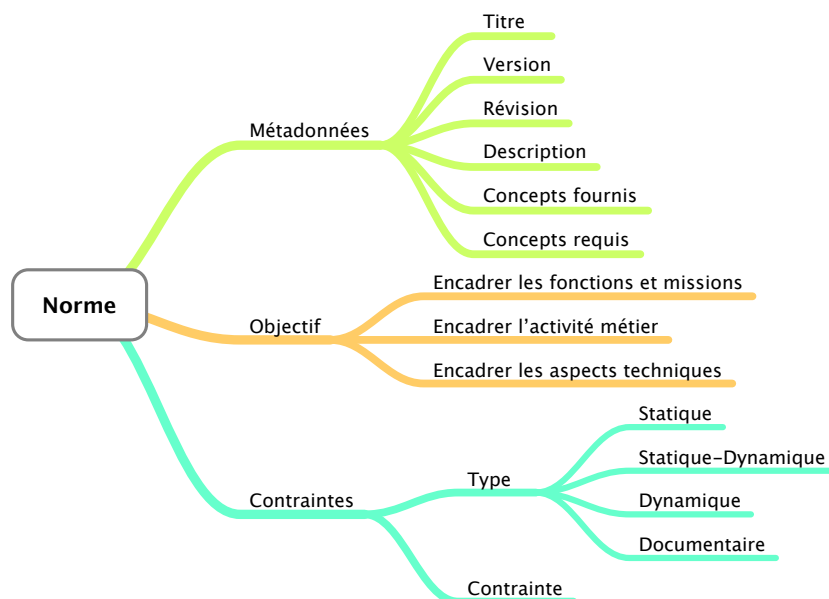 Norme
Métadonnées
Titre
Version
Révision
Description
Concepts fournis
Concepts requis
Objectif
Encadrer les fonctions et missions
Encadrer l’activité métier
Encadrer les aspects techniques
Contraintes
Type
Statique
Statique-Dynamique
Dynamique
Documentaire
Contrainte